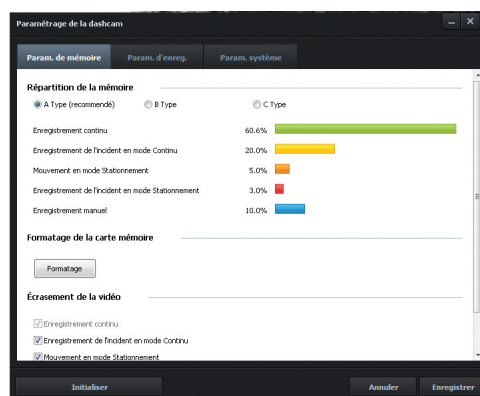 Paramétrage de la dashcam
Param. de mémoire Param. d'enreg. Param. système
Répartition de la mémoire
A Type (recommendé) B Type C Type
Enregistrement continu 60.6%
Enregistrement de l'incident en mode Continu 20.0%
Mouvement en mode Stationnement 5.0%
Enregistrement de l'incident en mode Stationnement 3.0%
Enregistrement manuel 10.0%
Formatage de la carte mémoire
Formatage
Écrasement de la vidéo
Enregistrement continu
Enregistrement de l'incident en mode Continu
Mouvement en mode Stationnement
Initialiser Annuler Enregistrer